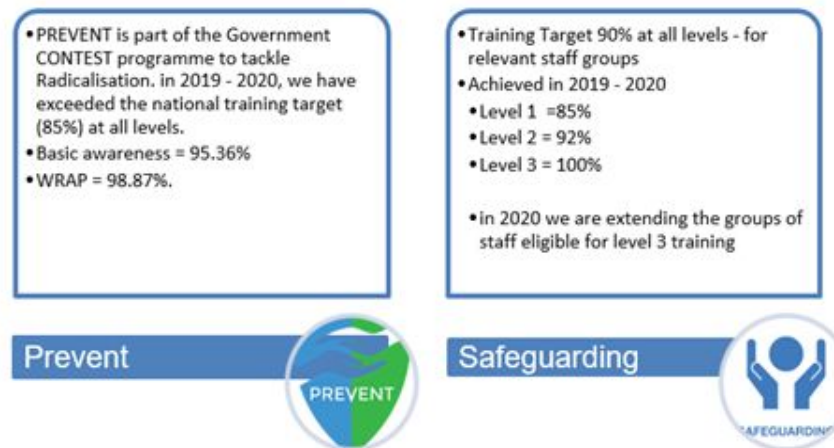 •PREVENT is part of the Government
CONTEST programme to tackle
Radicalisation. in 2019 - 2020, we have
exceeded the national training target
(85%) at all levels.
•Basic awareness = 95.36%
•WRAP = 98.87%.
Prevent
PREVENT
•Training Target 90% at all levels - for
relevant staff groups
•Achieved in 2019 - 2020
•Level 1 =85%
•Level 2 = 92%
•Level 3 = 100%
•in 2020 we are extending the groups of
staff eligible for level 3 training
Safeguarding
SAFEGUARDING